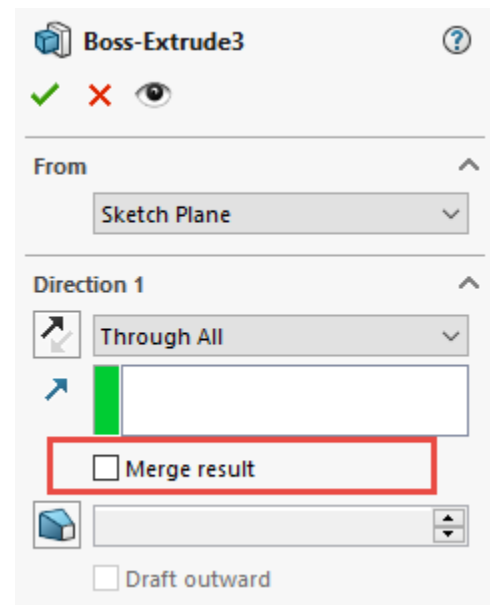 Boss-Extrude3
From
Sketch Plane
Direction 1
Through All
Merge result
Draft outward